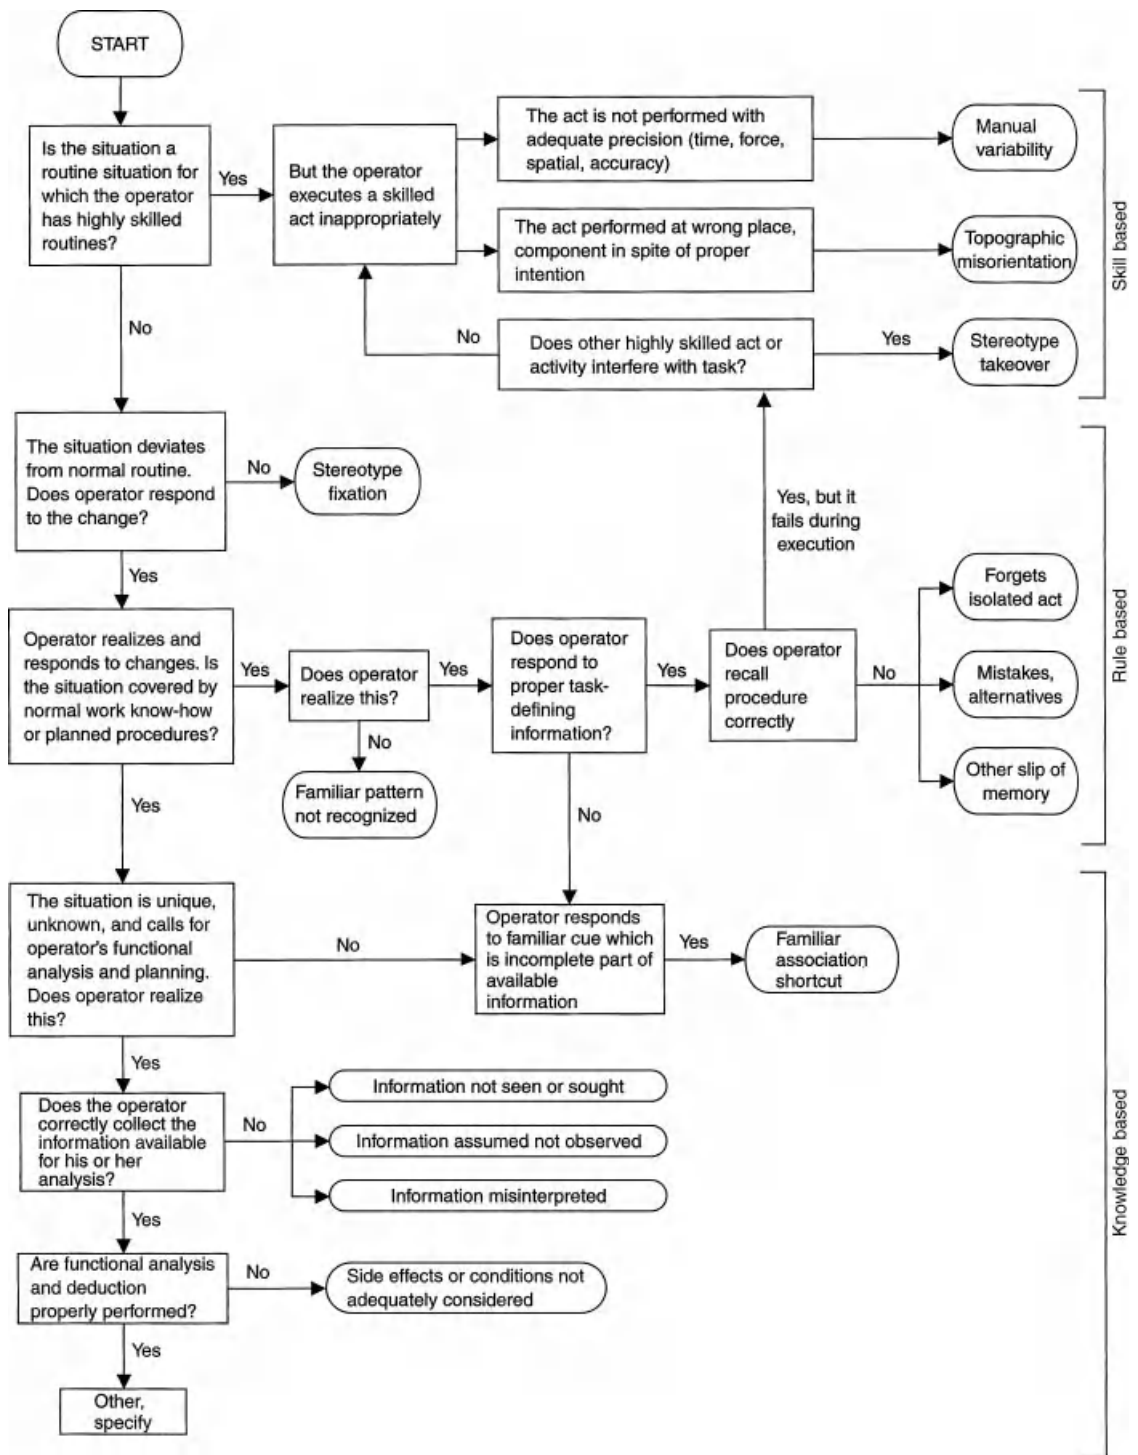 START
Is the situation a
routine situation for
which the operator
has highly skilled
routines?
Yes
But the operator
executes a skilled
act inappropriately
The act is not performed with
adequate precision (time, force,
spatial, accuracy)
Manual
variability
The act performed at wrong place,
component in spite of proper
intention
Topographic
misorientation
No
Does other highly skilled act or
activity interfere with task?
Yes
Stereotype
takeover
Skill based
No
The situation deviates
from normal routine.
Does operator respond
to the change?
No
Stereotype
fixation
Yes, but it
fails during
execution
Yes
Operator realizes and
responds to changes. Is
the situation covered by
normal work know-how
or planned procedures?
Yes
Does operator
realize this?
Yes
No
Familiar pattern
not recognized
Does operator
respond to
proper task-
defining
information?
Yes
Does operator
recall
procedure
correctly
No
Forgets
isolated act
Mistakes,
alternatives
Other slip of
memory
Rule based
Yes
No
The situation is unique,
unknown, and calls for
operator's functional
analysis and planning.
Does operator realize
this?
No
Operator responds
to familiar cue which
is incomplete part of
available
information
Yes
Familiar
association
shortcut
Yes
Does the operator
correctly collect the
information available
for his or her
analysis?
No
Information not seen or sought
Information assumed not observed
Information misinterpreted
Knowledge based
Yes
Are functional analysis
and deduction
properly performed?
No
Side effects or conditions not
adequately considered
Yes
Other,
specify